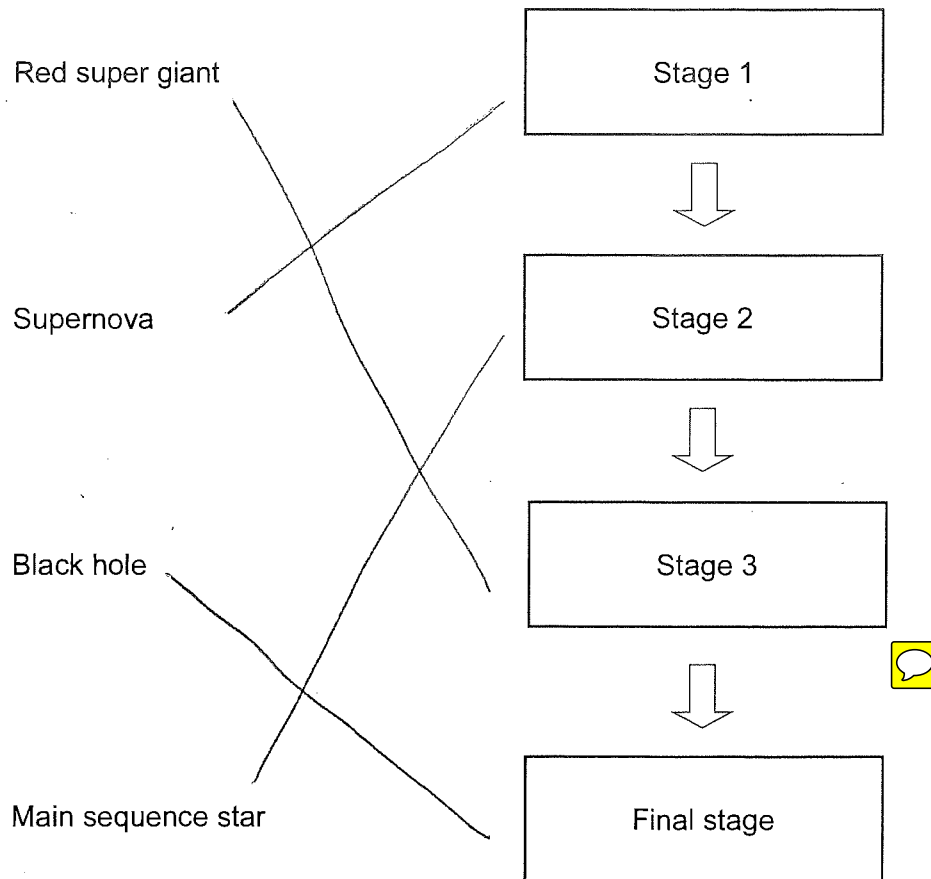 Red super giant
Stage 1
Supernova
Stage 2
Black hole
Stage 3
Main sequence star
Final stage